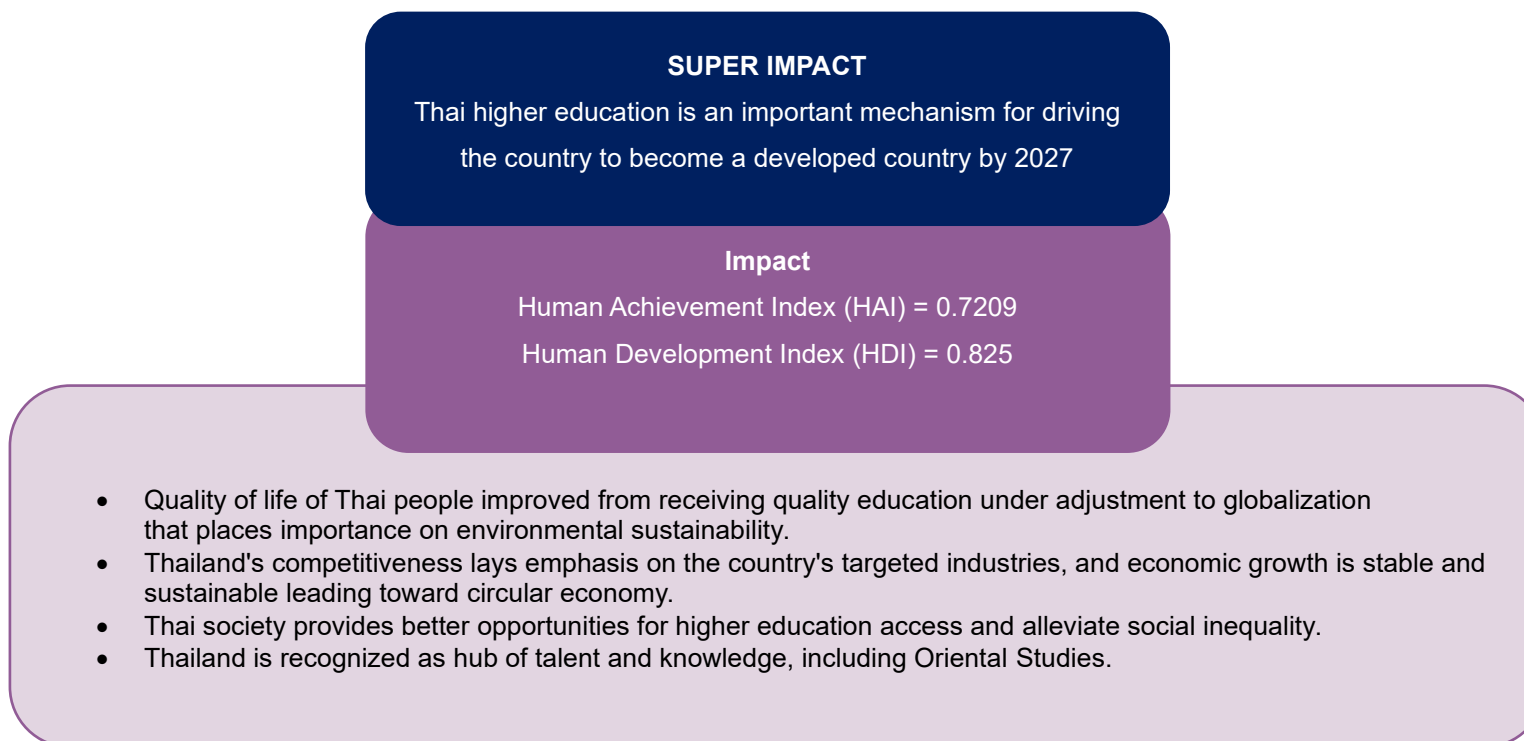 SUPER IMPACT
Thai higher education is an important mechanism for driving
the country to become a developed country by 2027
Impact
Human Achievement Index (HAI) = 0.7209
Human Development Index (HDI) = 0.825
• Quality of life of Thai people improved from receiving quality education under adjustment to globalization
that places importance on environmental sustainability.
• Thailand's competitiveness lays emphasis on the country's targeted industries, and economic growth is stable and
sustainable leading toward circular economy.
• Thai society provides better opportunities for higher education access and alleviate social inequality.
• Thailand is recognized as hub of talent and knowledge, including Oriental Studies.